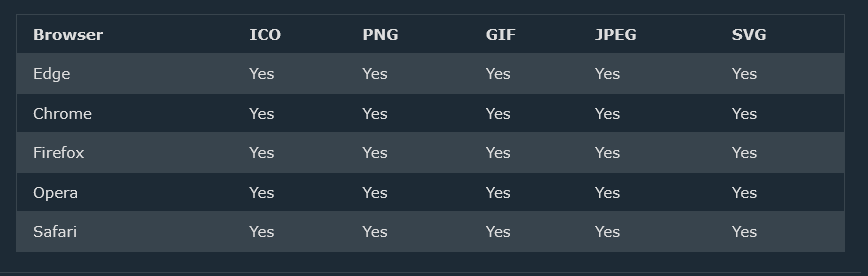 Browser ICO PNG GIF JPEG SVG
Edge Yes Yes Yes Yes Yes
Chrome Yes Yes Yes Yes Yes
Firefox Yes Yes Yes Yes Yes
Opera Yes Yes Yes Yes Yes
Safari Yes Yes Yes Yes Yes